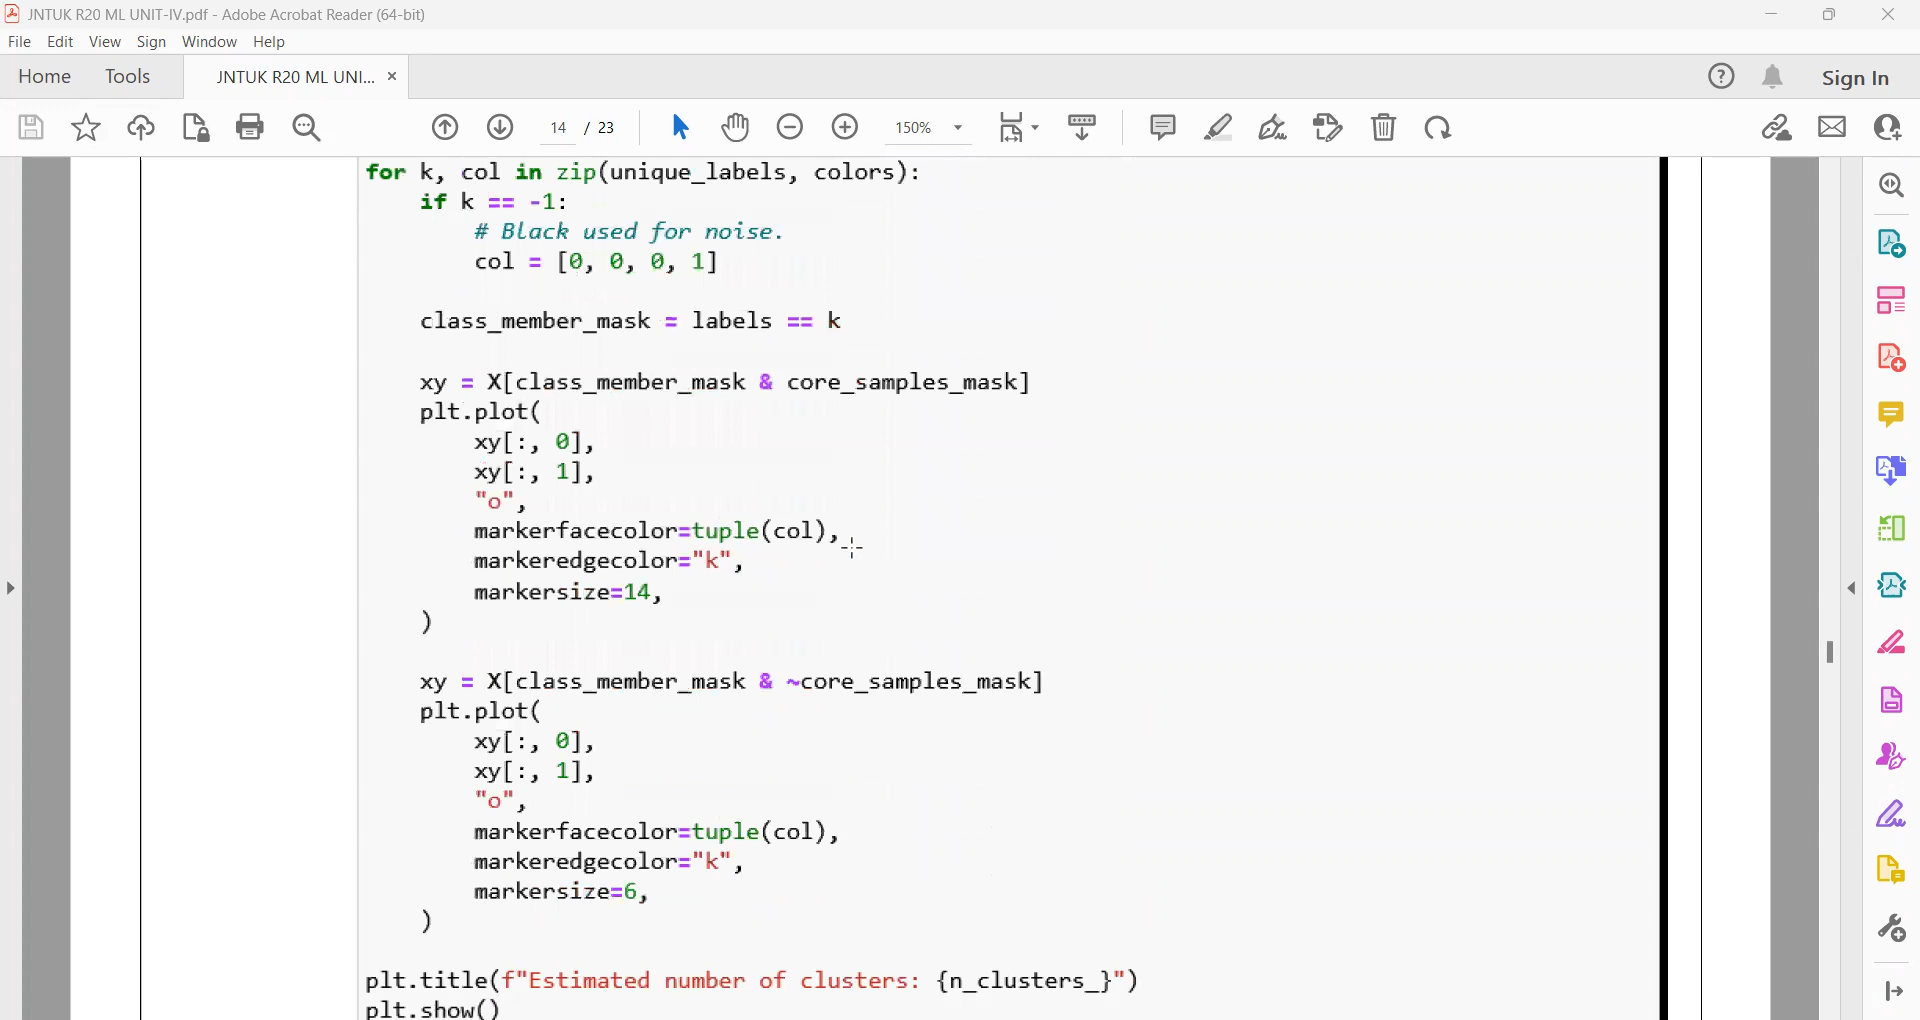 JNTUK R20 ML UNIT-IV.pdf - Adobe Acrobat Reader (64-bit)
File Edit View Sign Window Help
Home Tools JNTUK R20 ML UNI... × Sign In
14 / 23 150%
for k, col in zip(unique_labels, colors):
    if k == -1:
        # Black used for noise.
        col = [0, 0, 0, 1]
    class_member_mask = labels == k
    xy = X[class_member_mask & core_samples_mask]
    plt.plot(
        xy[:, 0],
        xy[:, 1],
        "o",
        markerfacecolor=tuple(col),
        markeredgecolor="k",
        markersize=14,
    )
    xy = X[class_member_mask & ~core_samples_mask]
    plt.plot(
        xy[:, 0],
        xy[:, 1],
        "o",
        markerfacecolor=tuple(col),
        markeredgecolor="k",
        markersize=6,
    )
plt.title(f"Estimated number of clusters: {n_clusters_}")
plt.show()